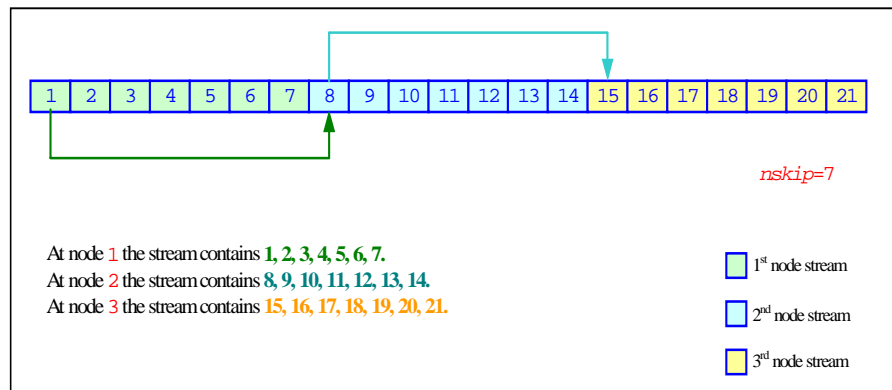 1 2 3 4 5 6 7 8 9 10 11 12 13 14 15 16 17 18 19 20 21
nskip=7
At node 1 the stream contains 1, 2, 3, 4, 5, 6, 7.
At node 2 the stream contains 8, 9, 10, 11, 12, 13, 14.
At node 3 the stream contains 15, 16, 17, 18, 19, 20, 21.
1st node stream
2nd node stream
3rd node stream